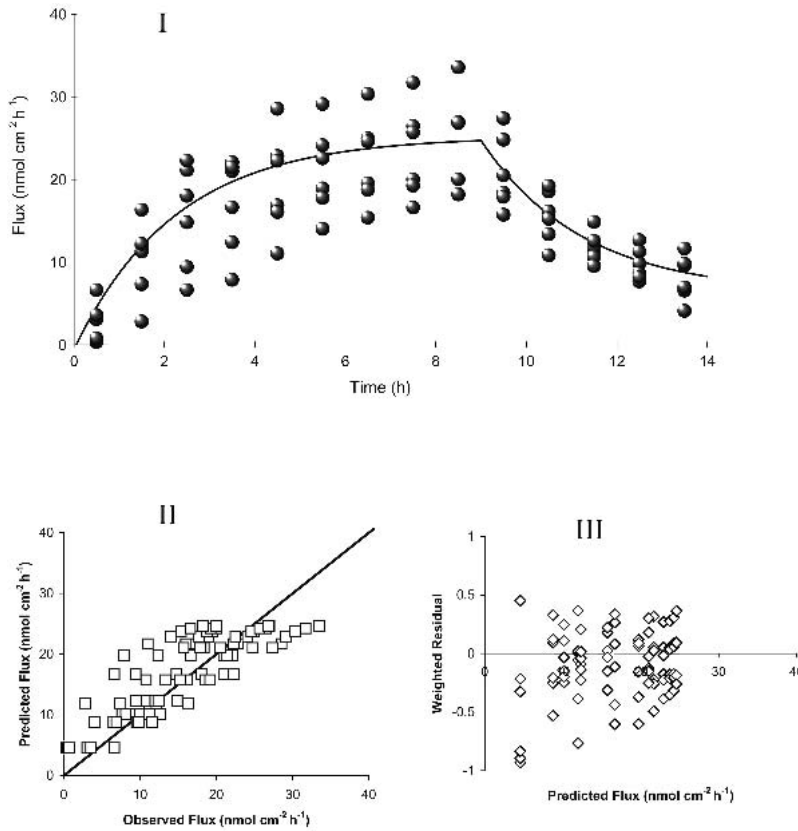 I
Flux (nmol cm⁻² h⁻¹)
40
30
20
10
0
0 2 4 6 8 10 12 14
Time (h)
II
Predicted Flux (nmol cm⁻² h⁻¹)
40
30
20
10
0
0 10 20 30 40
Observed Flux (nmol cm⁻² h⁻¹)
III
Weighted Residual
1
0.5
0
-0.5
-1
0 30 40
Predicted Flux (nmol cm⁻² h⁻¹)